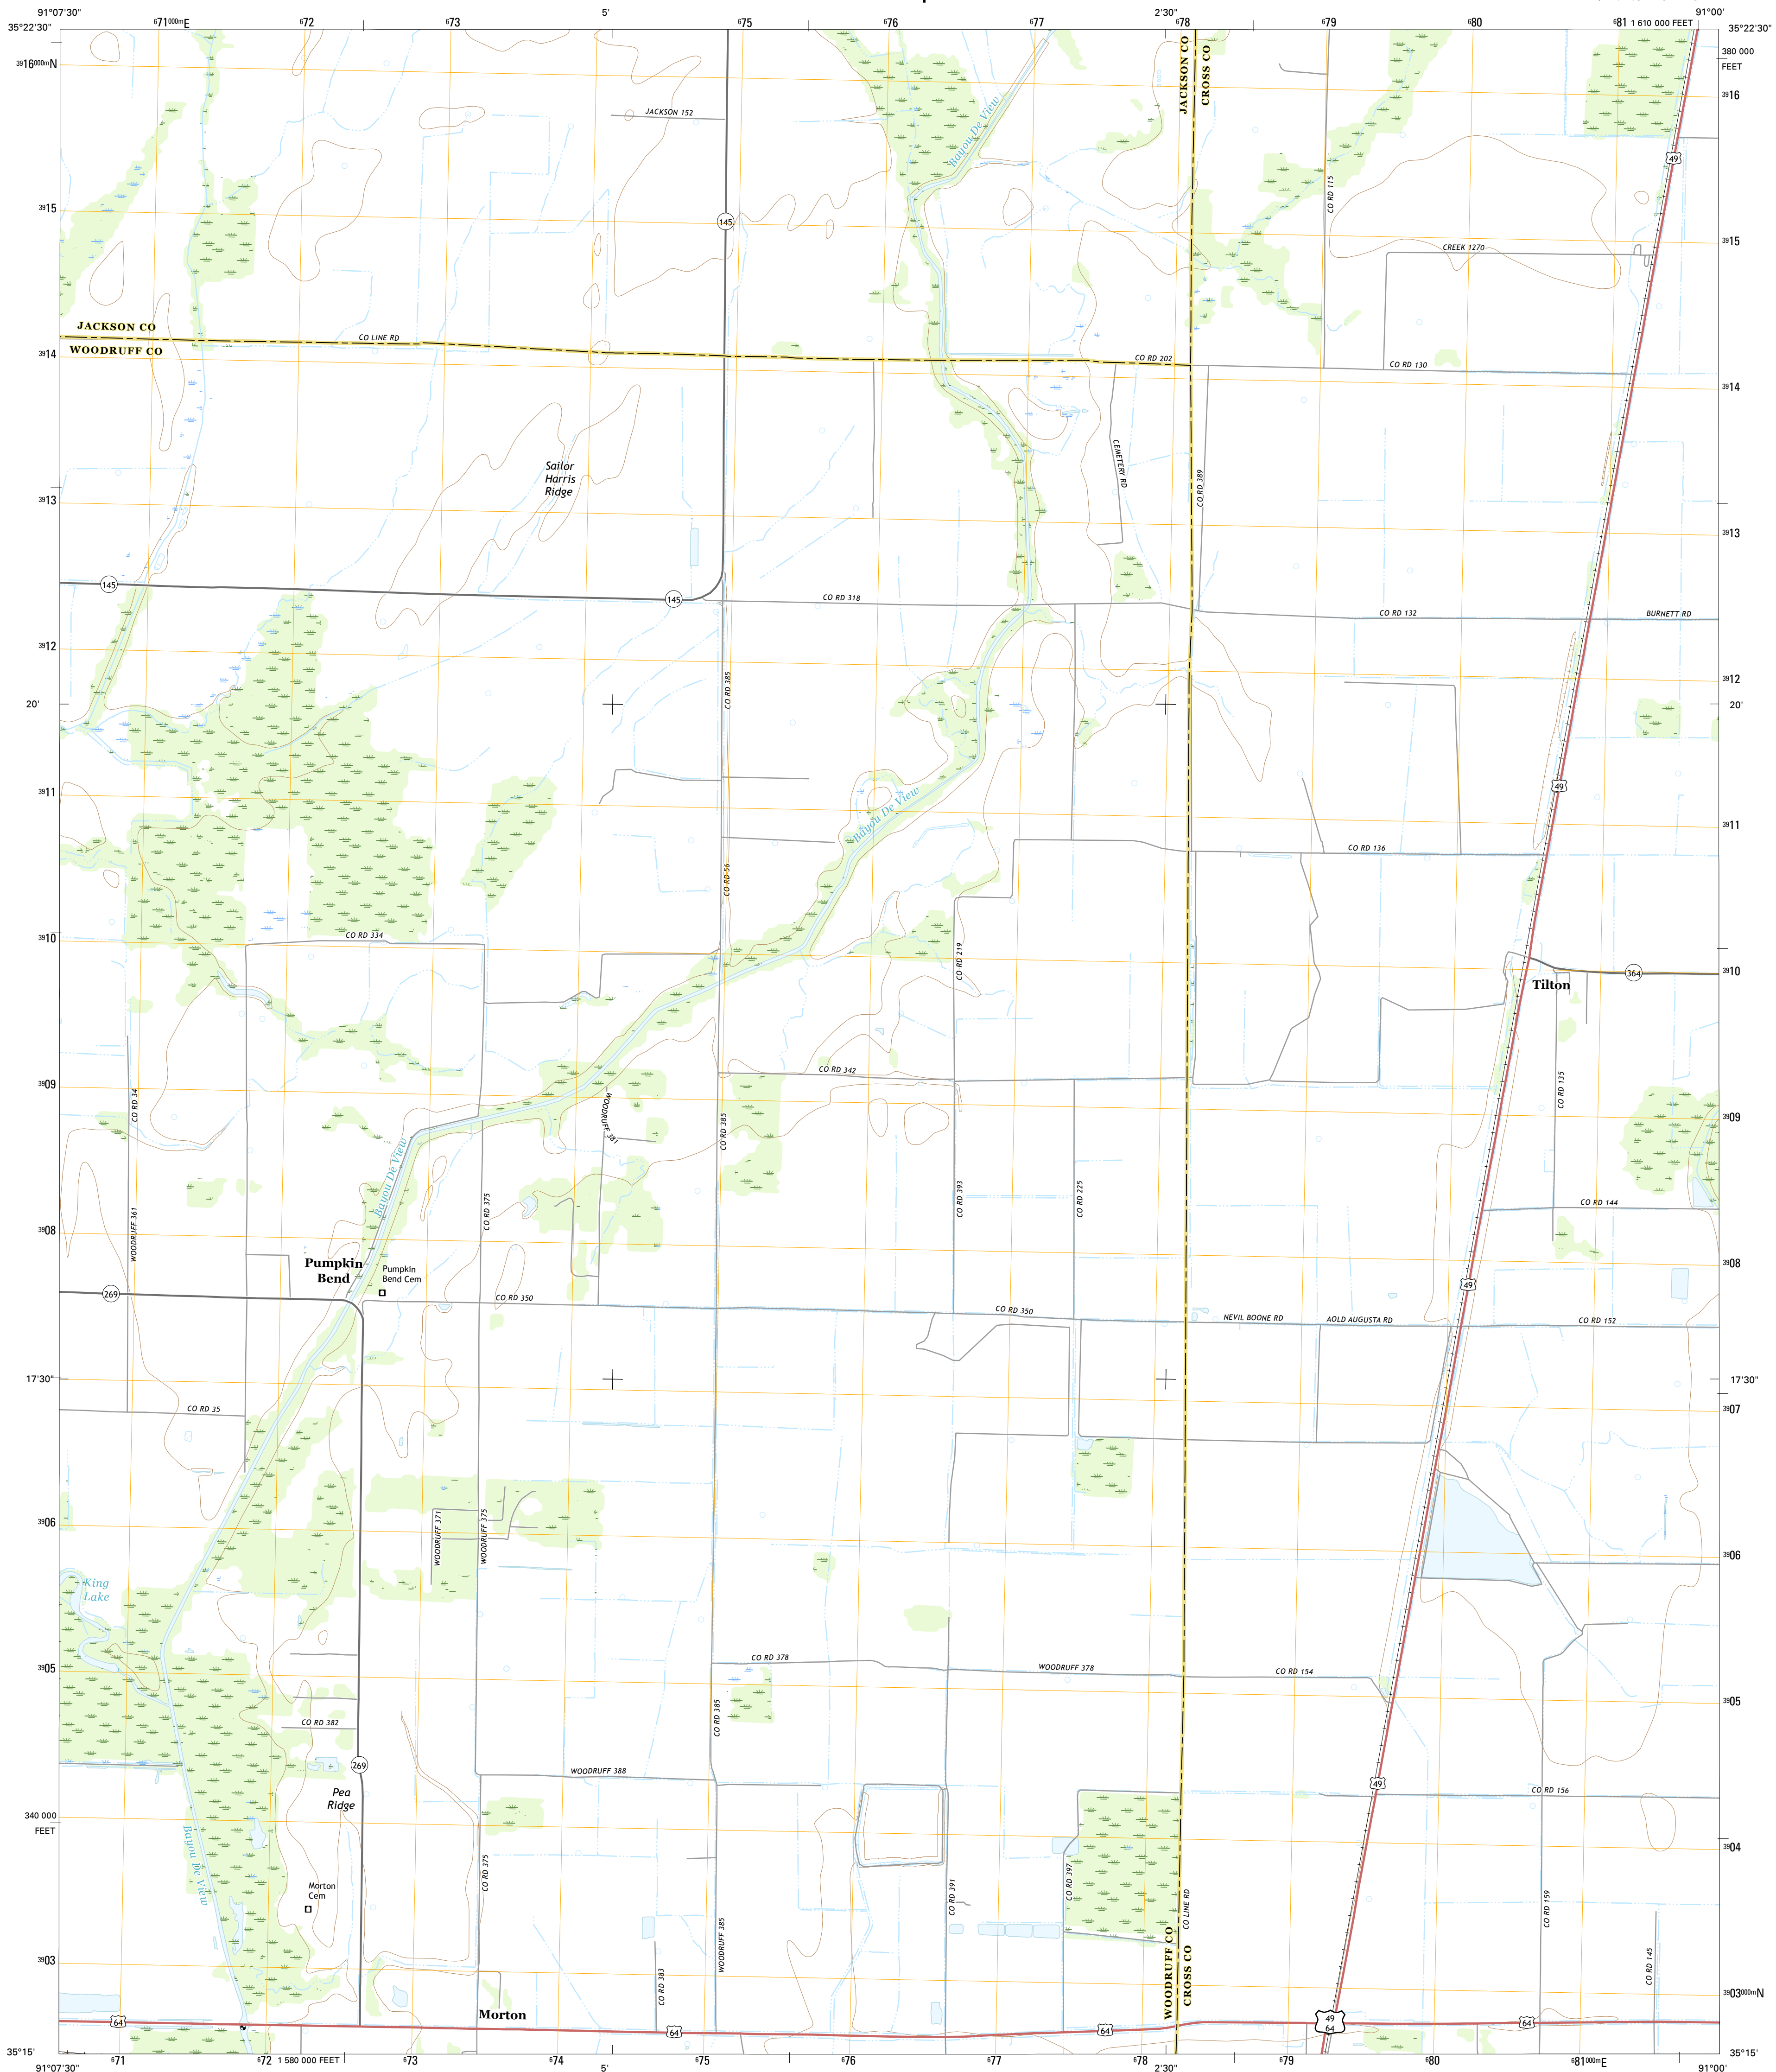 91°07'30"
671000mE
672
673
5'
676
677
2'30"
678
679
680
681
1 610 000 FEET
91°00'
35°22'30"
35°22'30"
380 000
FEET
3916000mN
3916
JACKSON CO
CROSS CO
JACKSON 152
Bayou De View
49
CO RD 115
3915
145
3915
CREEK 1270
JACKSON CO
WOODRUFF CO
CO LINE RD
3914
CO RD 202
CO RD 130
3914
Sailor
Harris
Ridge
CEMETERY RD
CO RD 389
3913
3913
145
145
CO RD 318
CO RD 132
BURNETT RD
3912
3912
CO RD 385
20'
20'
49
3911
Bayou De View
3911
CO RD 136
CO RD 56
3910
CO RD 334
CO RD 219
364
3910
Tilton
3909
CO RD 34
CO RD 342
CO RD 135
3909
WOODRUFF 381
CO RD 385
Bayou De View
CO RD 375
CO RD 393
CO RD 225
CO RD 144
3908
WOODRUFF 361
Pumpkin
Bend
Pumpkin
Bend Cem
3908
49
269
CO RD 350
CO RD 350
NEVIL BOONE RD
AOLD AUGUSTA RD
CO RD 152
17'30"
17'30"
CO RD 35
3907
3906
WOODRUFF 371
WOODRUFF 375
3906
King
Lake
3905
CO RD 378
WOODRUFF 378
CO RD 154
3905
CO RD 382
CO RD 385
269
WOODRUFF 388
49
Pea
Ridge
CO RD 156
340 000
FEET
Bayou De View
3904
CO RD 375
CO RD 397
Morton
Cem
CO RD 391
CO LINE RD
CO RD 159
3903
WOODRUFF 385
CO RD 383
WOODRUFF CO
CROSS CO
CO RD 145
3903000mN
Morton
64
64
64
49
64
64
35°15'
35°15'
91°07'30"
671
672
1 580 000 FEET
673
674
5'
675
676
677
678
2'30"
679
680
681000mE
91°00'
675